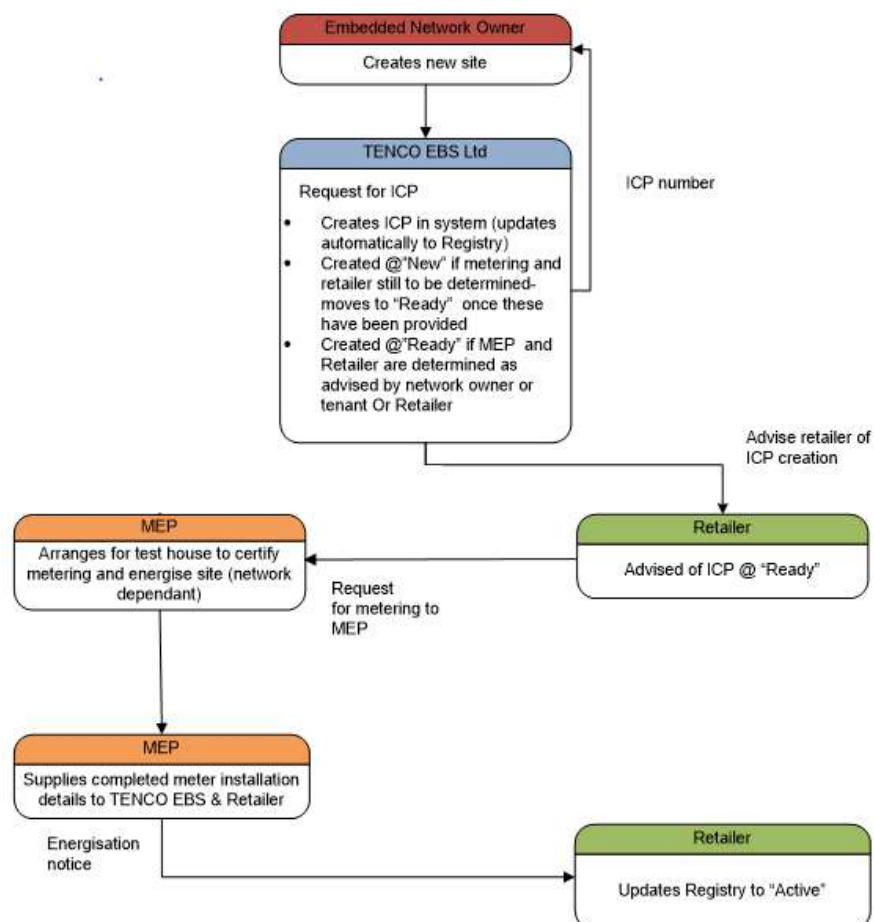 Embedded Network Owner
Creates new site
TENCO EBS Ltd
Request for ICP
• Creates ICP in system (updates
automatically to Registry)
• Created @"New" if metering and
retailer still to be determined-
moves to "Ready" once these
have been provided
• Created @"Ready" if MEP and
Retailer are determined as
advised by network owner or
tenant Or Retailer
ICP number
Advise retailer of
ICP creation
Retailer
Advised of ICP @ "Ready"
Request
for metering to
MEP
MEP
Arranges for test house to certify
metering and energise site (network
dependant)
MEP
Supplies completed meter installation
details to TENCO EBS & Retailer
Energisation
notice
Retailer
Updates Registry to "Active"